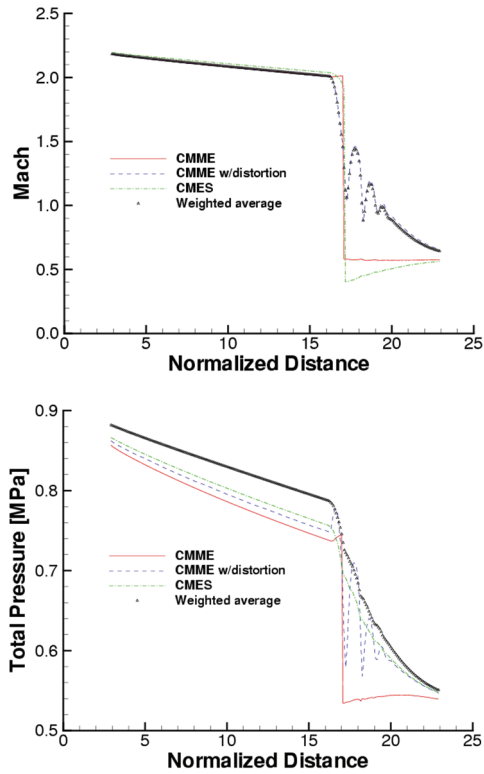 2.5
2.0
1.5
1.0
0.5
0.0
Mach
CMME
CMME w/distortion
CMES
Weighted average
0 5 10 15 20 25
Normalized Distance
0.9
0.8
0.7
0.6
0.5
Total Pressure [MPa]
CMME
CMME w/distortion
CMES
Weighted average
0 5 10 15 20 25
Normalized Distance